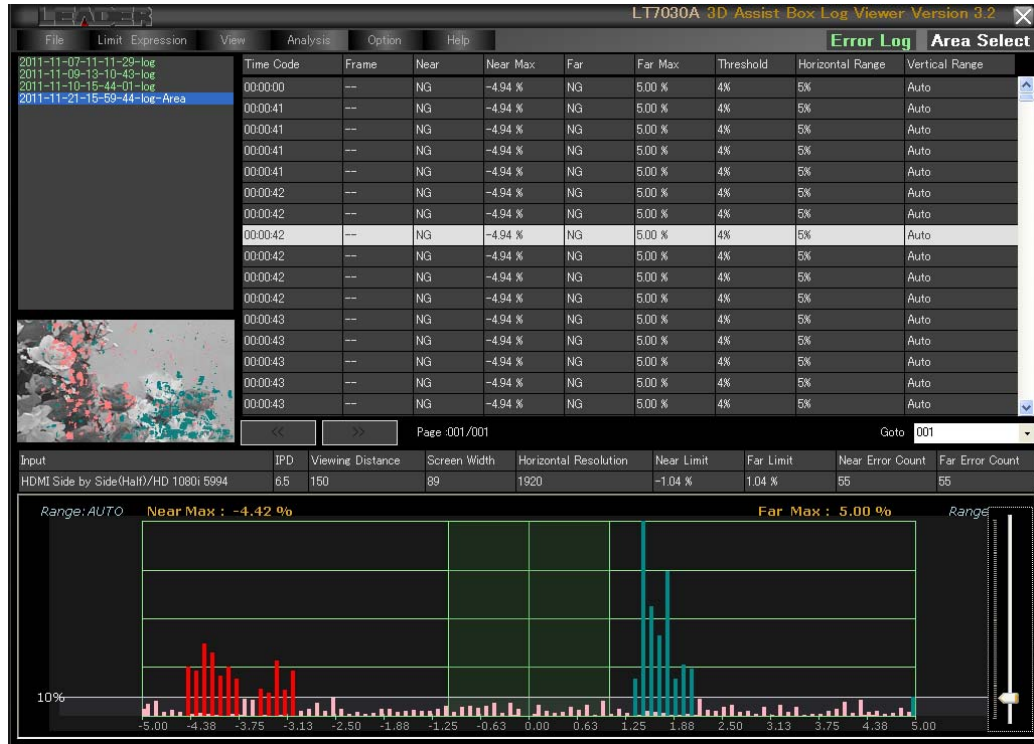 LEADER
LT7030A 3D Assist Box Log Viewer Version 3.2
File Limit Expression View Analysis Option Help Error Log Area Select
2011-11-07-11-11-29-log
2011-11-09-13-10-43-log
2011-11-10-15-44-01-log
2011-11-21-15-59-44-log-Area
Time Code Frame Near Near Max Far Far Max Threshold Horizontal Range Vertical Range
00:00:00 -- NG -4.94 % NG 5.00 % 4% 5% Auto
00:00:41 -- NG -4.94 % NG 5.00 % 4% 5% Auto
00:00:41 -- NG -4.94 % NG 5.00 % 4% 5% Auto
00:00:41 -- NG -4.94 % NG 5.00 % 4% 5% Auto
00:00:41 -- NG -4.94 % NG 5.00 % 4% 5% Auto
00:00:42 -- NG -4.94 % NG 5.00 % 4% 5% Auto
00:00:42 -- NG -4.94 % NG 5.00 % 4% 5% Auto
00:00:42 -- NG -4.94 % NG 5.00 % 4% 5% Auto
00:00:42 -- NG -4.94 % NG 5.00 % 4% 5% Auto
00:00:42 -- NG -4.94 % NG 5.00 % 4% 5% Auto
00:00:42 -- NG -4.94 % NG 5.00 % 4% 5% Auto
00:00:43 -- NG -4.94 % NG 5.00 % 4% 5% Auto
00:00:43 -- NG -4.94 % NG 5.00 % 4% 5% Auto
00:00:43 -- NG -4.94 % NG 5.00 % 4% 5% Auto
00:00:43 -- NG -4.94 % NG 5.00 % 4% 5% Auto
00:00:43 -- NG -4.94 % NG 5.00 % 4% 5% Auto
<< >> Page :001/001 Goto 001
Input IPD Viewing Distance Screen Width Horizontal Resolution Near Limit Far Limit Near Error Count Far Error Count
HDMI Side by Side(Half)/HD 1080i 5994 6.5 150 89 1920 -1.04 % 1.04 % 55 55
Range: AUTO Near Max : -4.42 % Far Max : 5.00 % Range
10%
-5.00 -4.38 -3.75 -3.13 -2.50 -1.88 -1.25 -0.63 0.00 0.63 1.25 1.88 2.50 3.13 3.75 4.38 5.00